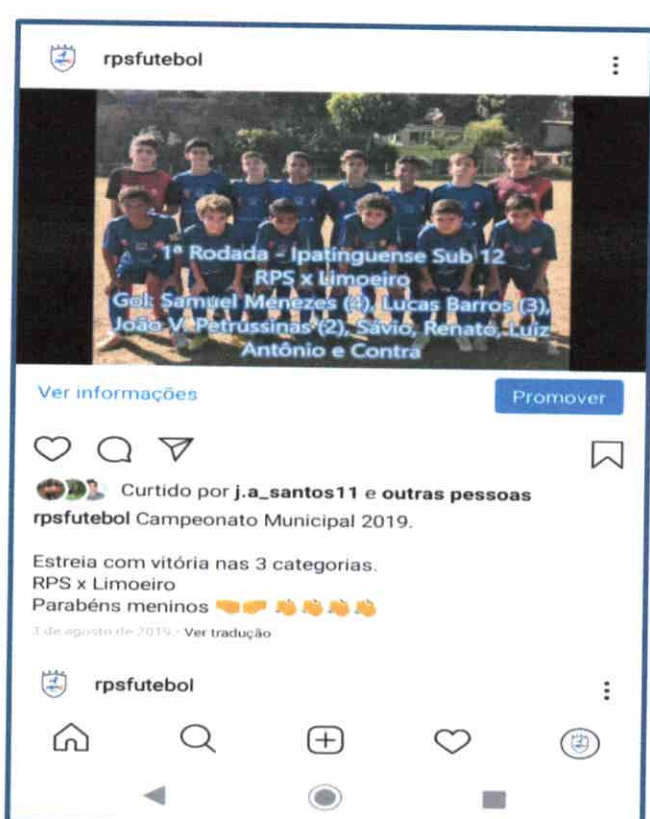 rpsfutebol
1ª Rodada - Ipatinguense Sub 12
RPS x Limoeiro
Gol: Samuel Menezes (4), Lucas Barros (3),
João V. Petrussinas (2), Sávio, Renato, Luiz
Antônio e Contra
Ver informações
Promover
Curtido por j.a_santos11 e outras pessoas
rpsfutebol Campeonato Municipal 2019.
Estreia com vitória nas 3 categorias.
RPS x Limoeiro
Parabéns meninos 🤜🤛 👏👏👏👏
3 de agosto de 2019 · Ver tradução
rpsfutebol